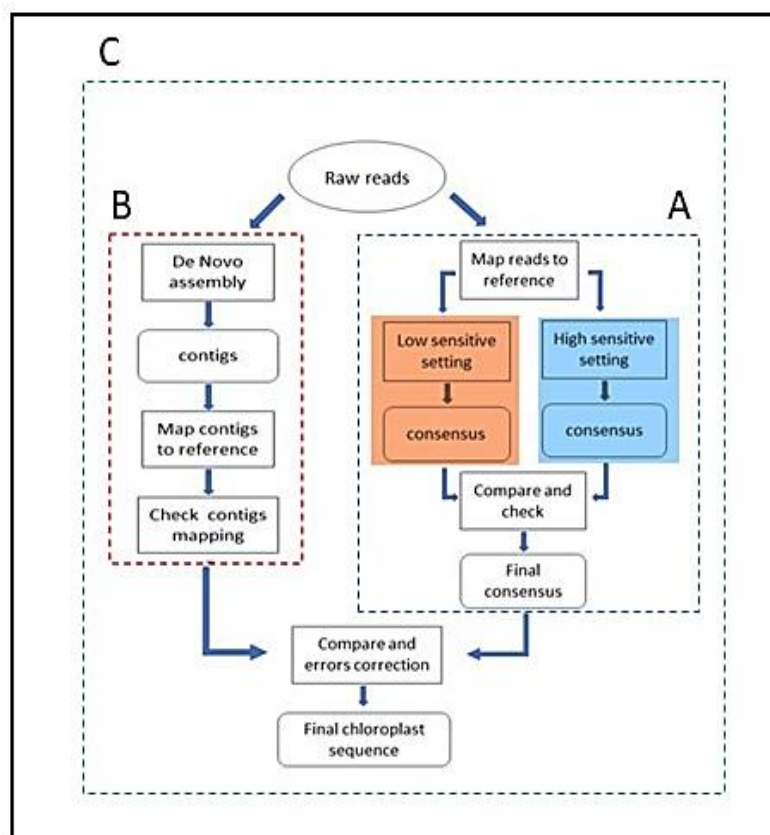 C
Raw reads
B
A
De Novo
assembly
contigs
Map contigs
to reference
Check contigs
mapping
Map reads to
reference
Low sensitive
setting
consensus
High sensitive
setting
consensus
Compare and
check
Final
consensus
Compare and
errors correction
Final chloroplast
sequence